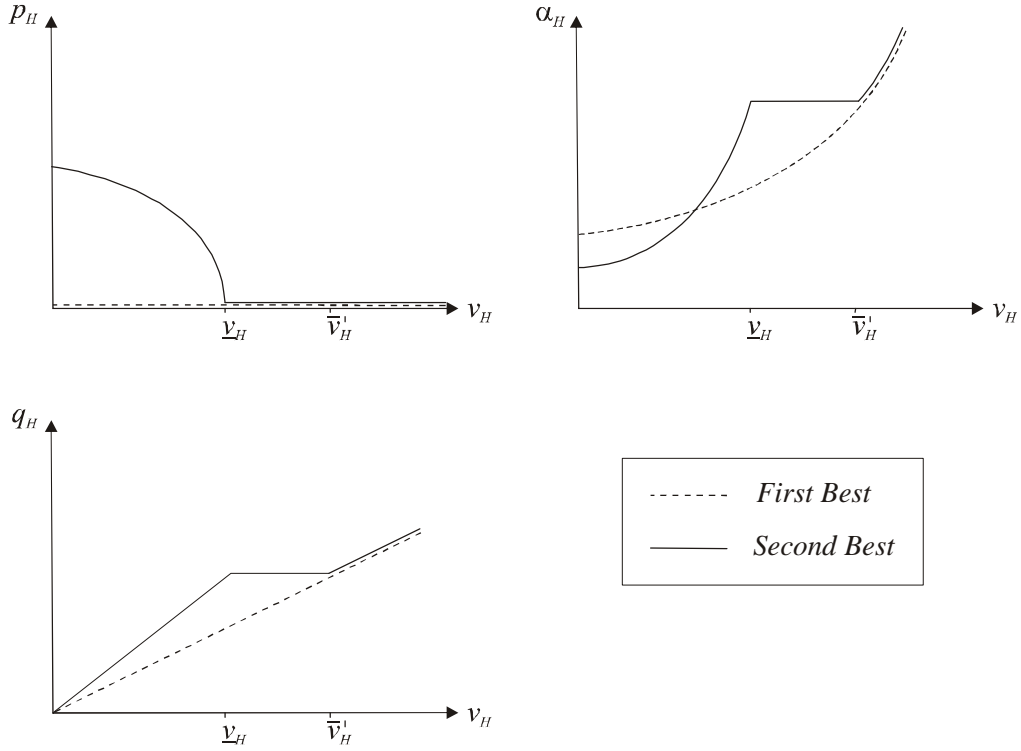 p_H
α_H
v̲_H
v̅'_H
v_H
v̲_H
v̅'_H
v_H
q_H
First Best
Second Best
v̲_H
v̅'_H
v_H